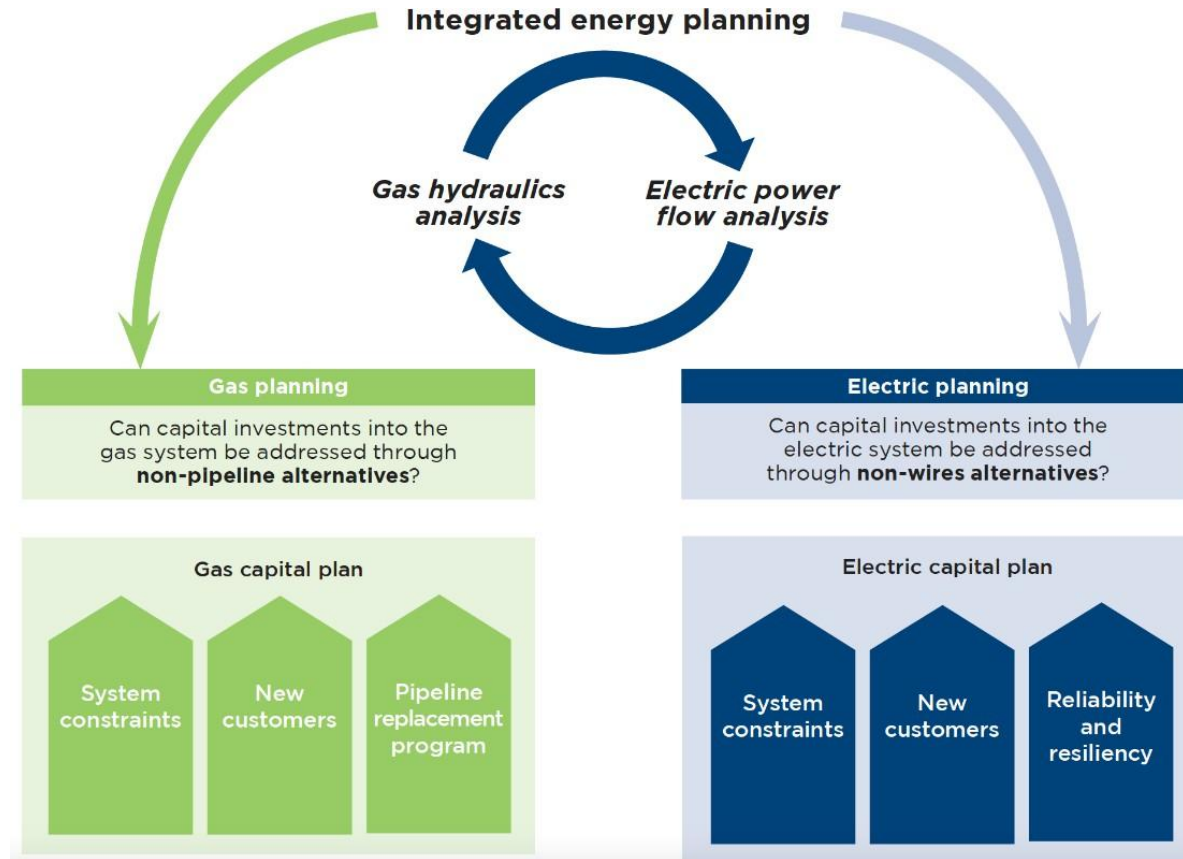 Integrated energy planning
Gas hydraulics
analysis
Electric power
flow analysis
Gas planning
Can capital investments into the
gas system be addressed through
non-pipeline alternatives?
Electric planning
Can capital investments into the
electric system be addressed
through non-wires alternatives?
Gas capital plan
System
constraints
New
customers
Pipeline
replacement
program
Electric capital plan
System
constraints
New
customers
Reliability
and
resiliency